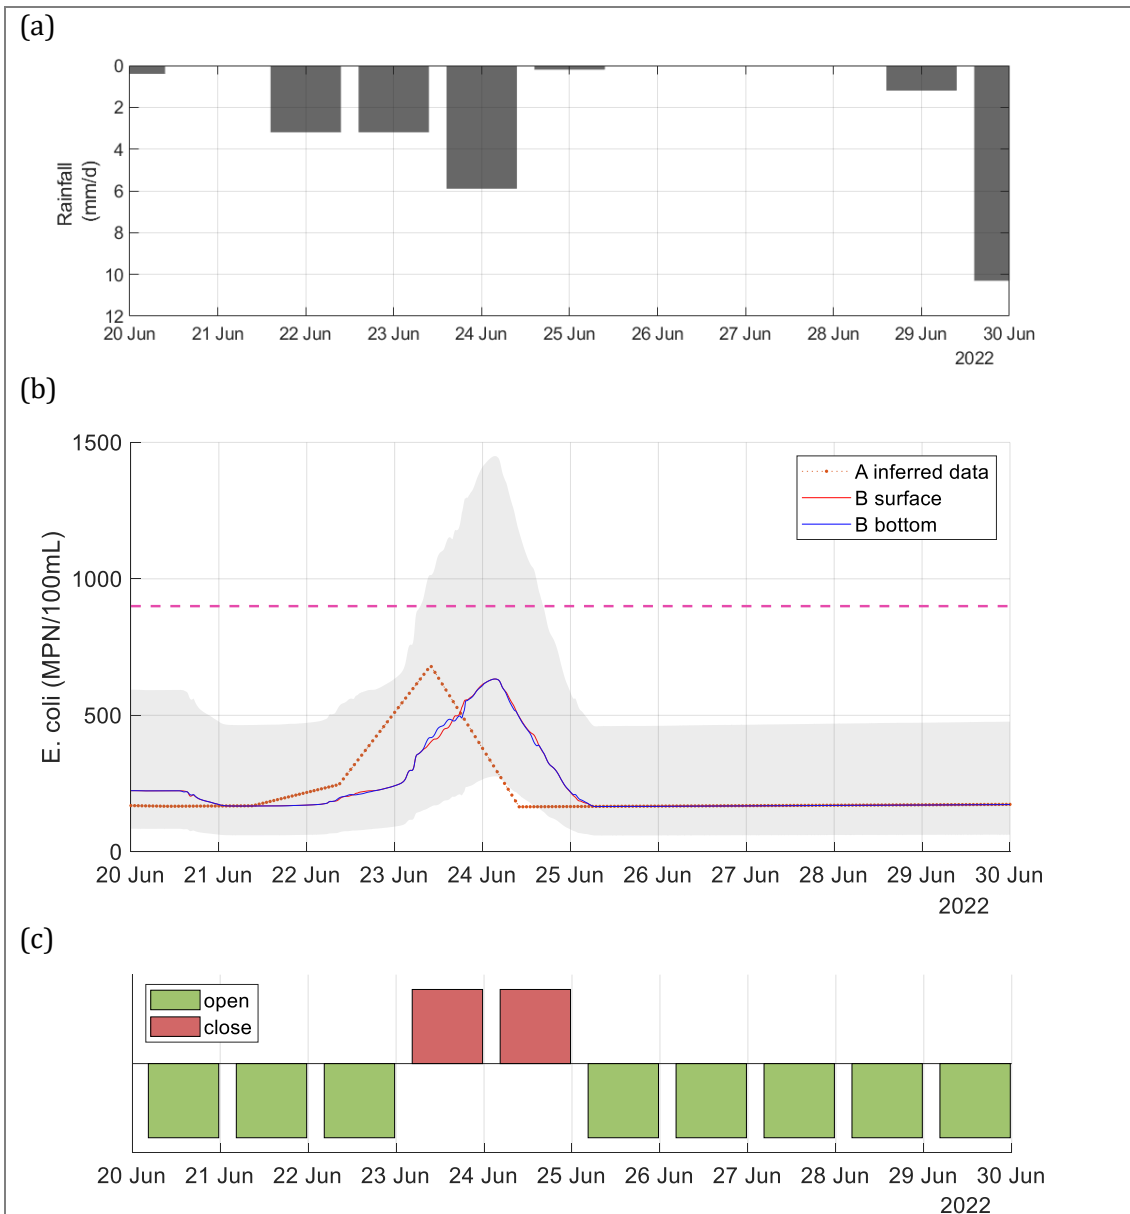 (a)
0
2
4
6
8
10
12
Rainfall
(mm/d)
20 Jun 21 Jun 22 Jun 23 Jun 24 Jun 25 Jun 26 Jun 27 Jun 28 Jun 29 Jun 30 Jun
2022
(b)
1500
1000
500
0
E. coli (MPN/100mL)
A inferred data
B surface
B bottom
20 Jun 21 Jun 22 Jun 23 Jun 24 Jun 25 Jun 26 Jun 27 Jun 28 Jun 29 Jun 30 Jun
2022
(c)
open
close
20 Jun 21 Jun 22 Jun 23 Jun 24 Jun 25 Jun 26 Jun 27 Jun 28 Jun 29 Jun 30 Jun
2022